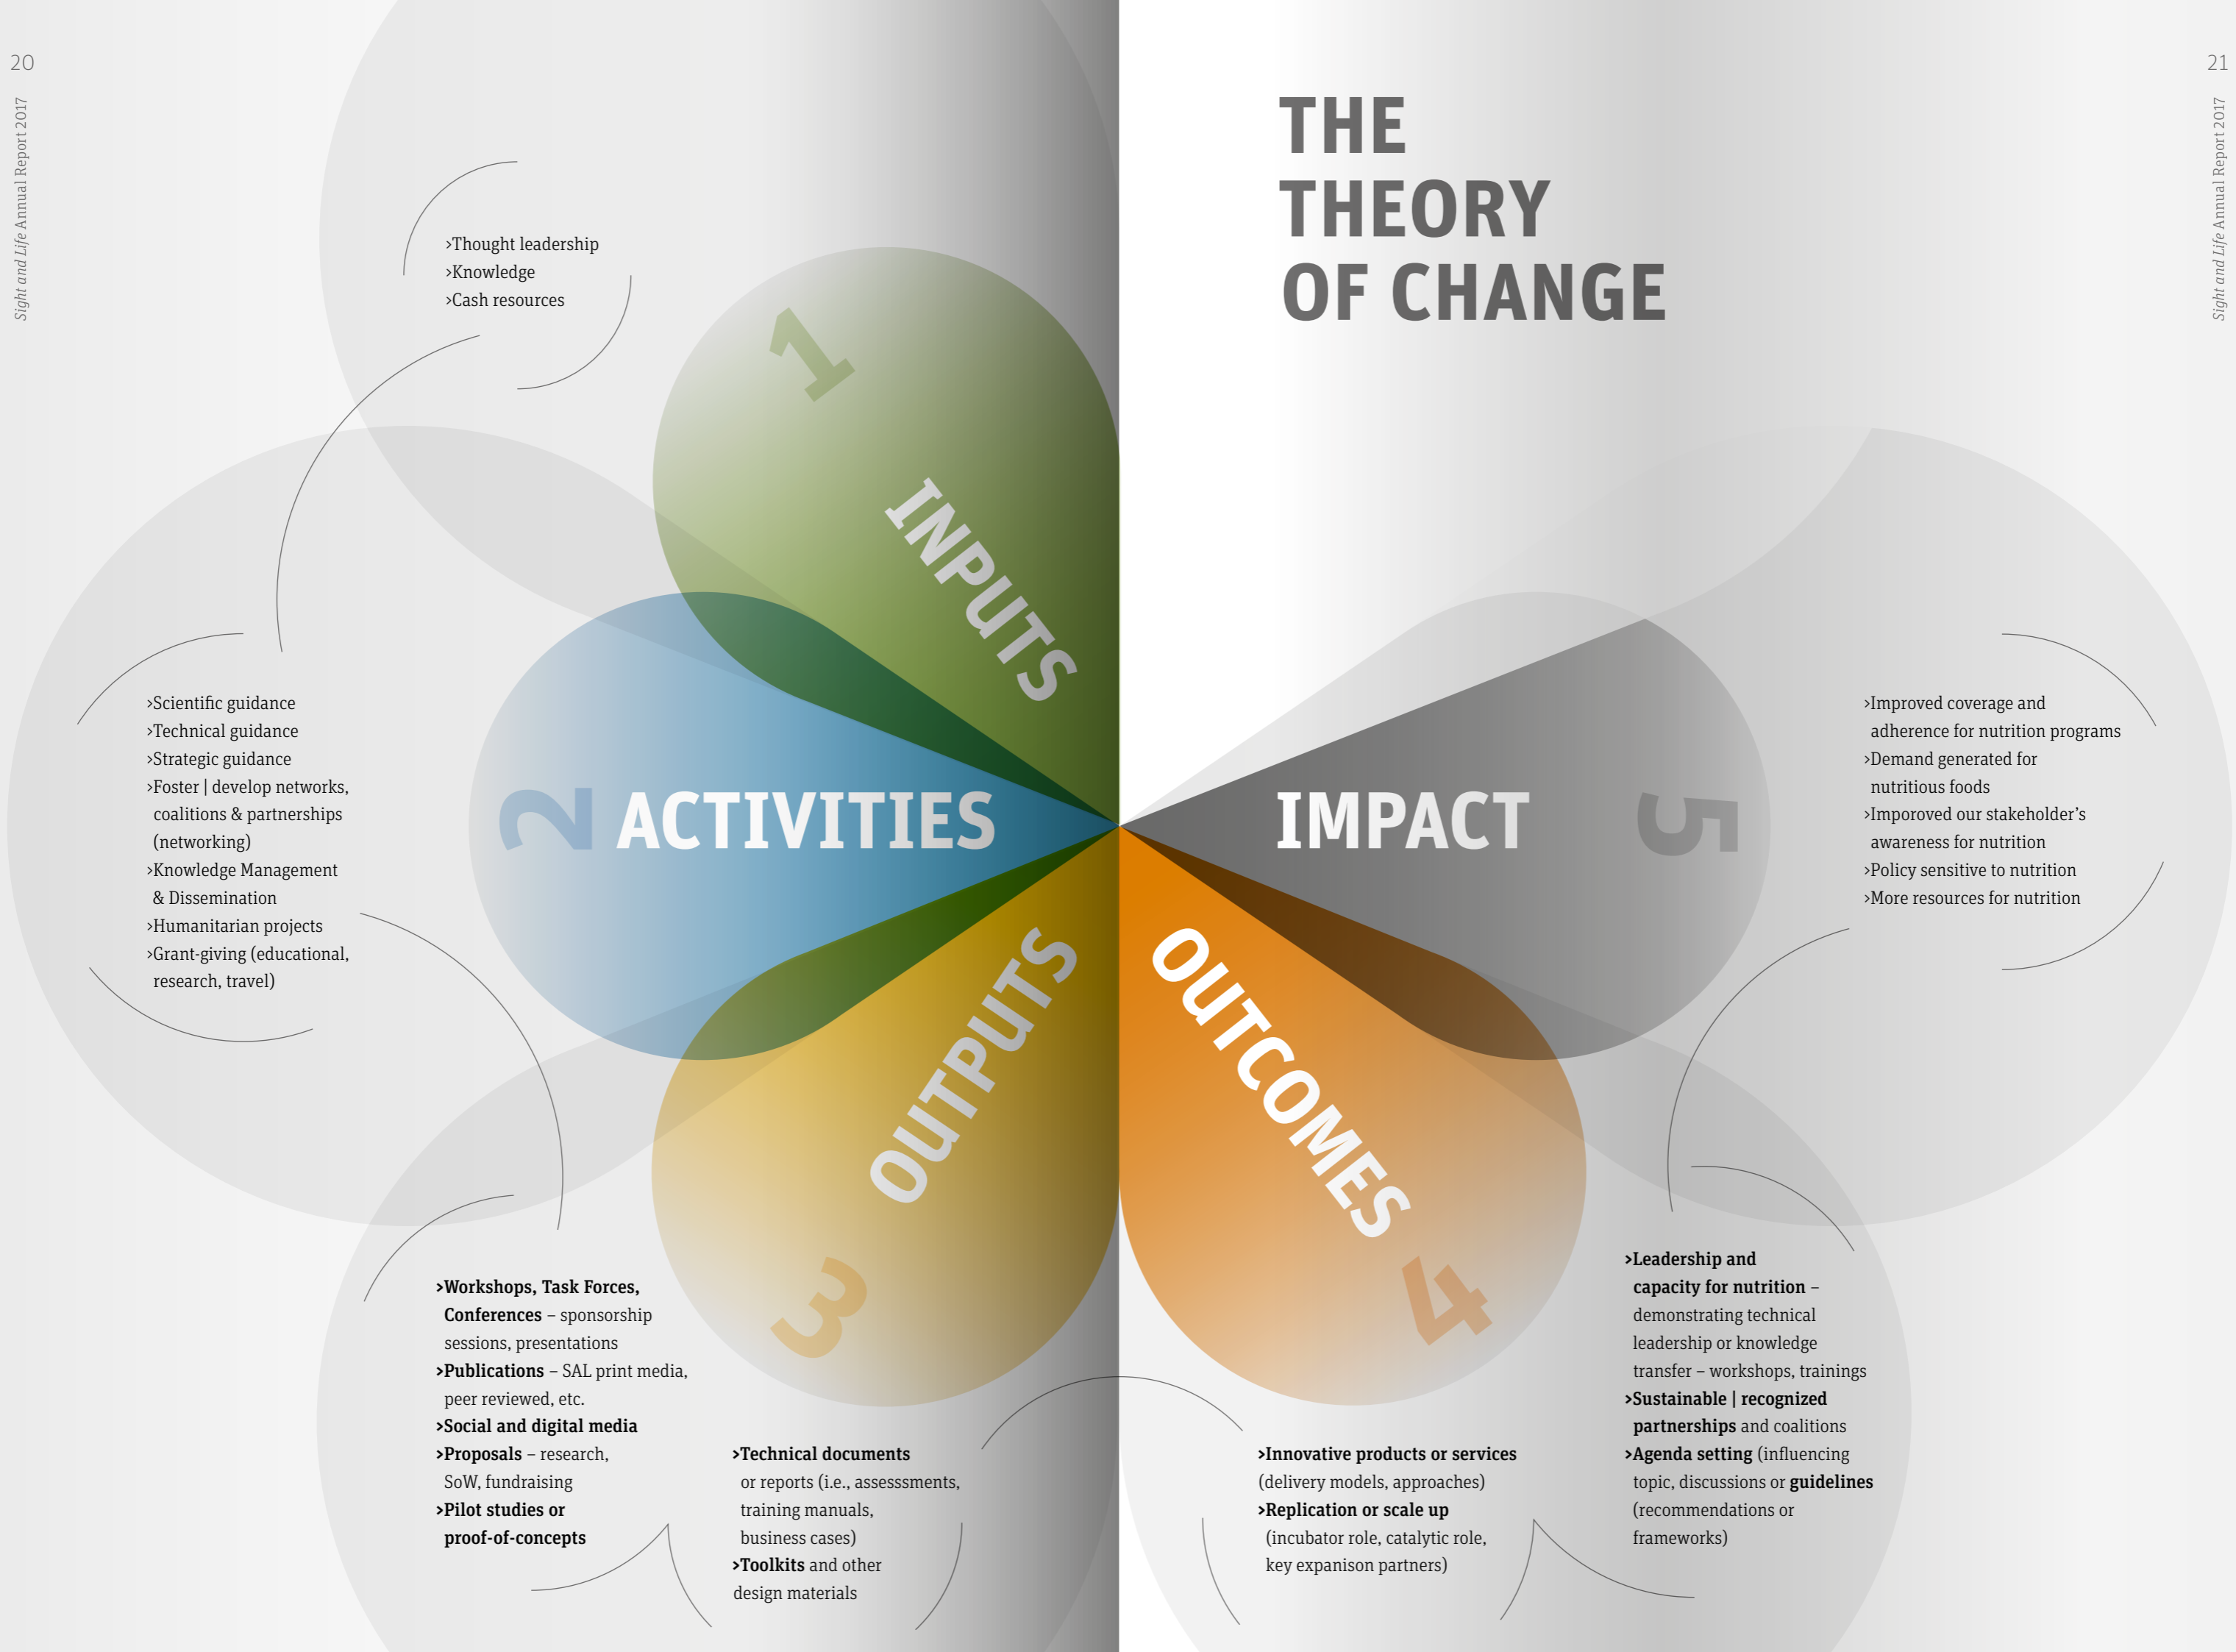 20
Sight and Life Annual Report 2017
21
Sight and Life Annual Report 2017
THE
THEORY
OF CHANGE
>Thought leadership
>Knowledge
>Cash resources
1
INPUTS
>Scientific guidance
>Technical guidance
>Strategic guidance
>Foster | develop networks,
coalitions & partnerships
(networking)
>Knowledge Management
& Dissemination
>Humanitarian projects
>Grant-giving (educational,
research, travel)
2
ACTIVITIES
IMPACT
5
>Improved coverage and
adherence for nutrition programs
>Demand generated for
nutritious foods
>Imporoved our stakeholder’s
awareness for nutrition
>Policy sensitive to nutrition
>More resources for nutrition
OUTPUTS
3
OUTCOMES
4
>Workshops, Task Forces,
Conferences – sponsorship
sessions, presentations
>Publications – SAL print media,
peer reviewed, etc.
>Social and digital media
>Proposals – research,
SoW, fundraising
>Pilot studies or
proof-of-concepts
>Technical documents
or reports (i.e., assesssments,
training manuals,
business cases)
>Toolkits and other
design materials
>Innovative products or services
(delivery models, approaches)
>Replication or scale up
(incubator role, catalytic role,
key expanison partners)
>Leadership and
capacity for nutrition –
demonstrating technical
leadership or knowledge
transfer – workshops, trainings
>Sustainable | recognized
partnerships and coalitions
>Agenda setting (influencing
topic, discussions or guidelines
(recommendations or
frameworks)